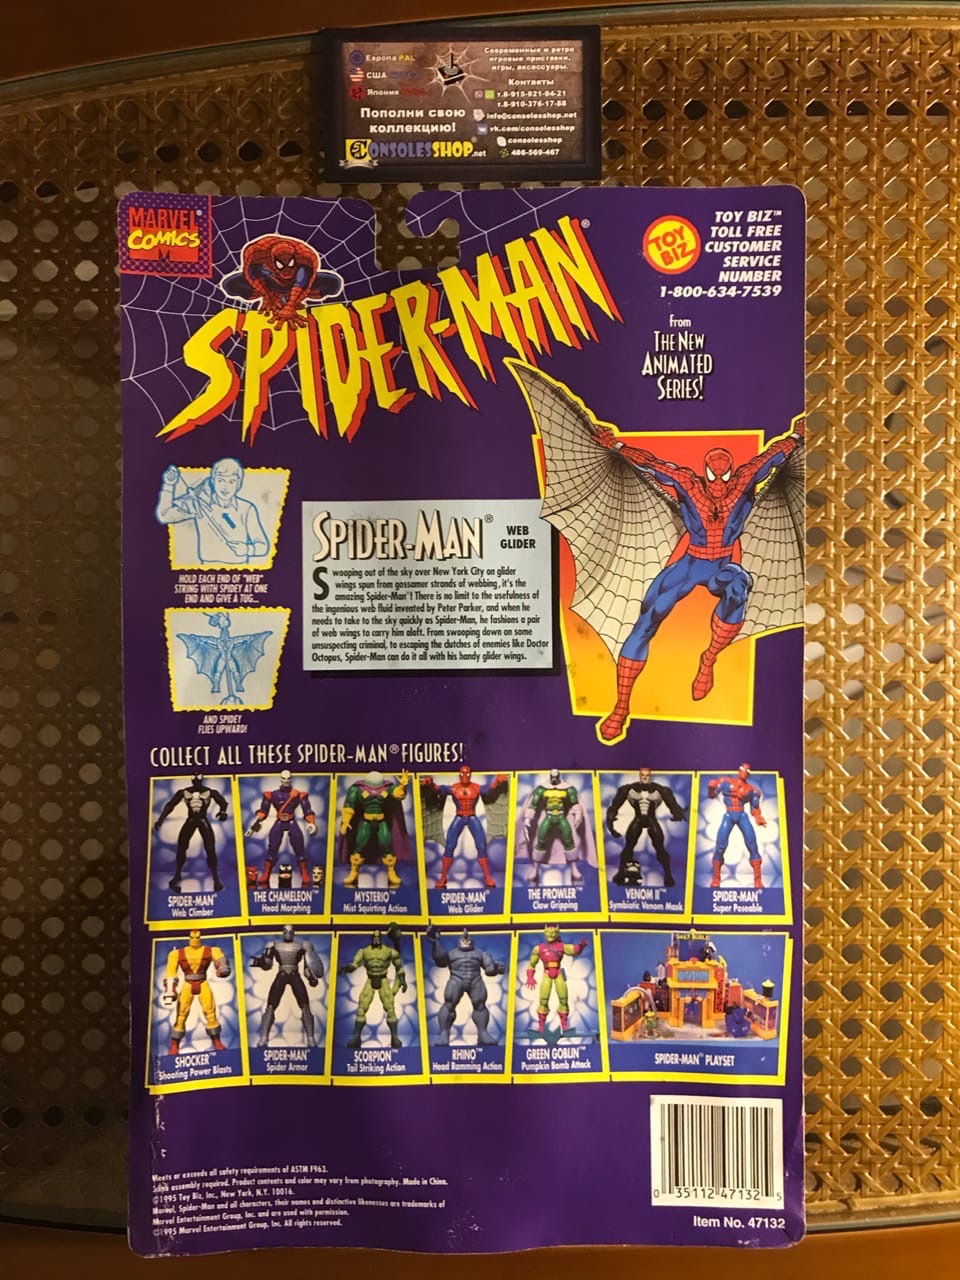 Европа PAL
США
Япония
Пополни свою
коллекцию!
CONSOLESSHOP.net
Современные и ретро
игровые приставки,
игры, аксессуары.
Контакты
т.8-915-921-94-21
т.8-910-376-17-88
info@consolesshop.net
vk.com/consolesshop
consolesshop
486-569-467
MARVEL®
COMICS
SPIDER-MAN®
TOY
BIZ
TOY BIZ™
TOLL FREE
CUSTOMER
SERVICE
NUMBER
1-800-634-7539
from
THE NEW
ANIMATED
SERIES!
HOLD EACH END OF "WEB"
STRING WITH SPIDEY AT ONE
END AND GIVE A TUG...
AND SPIDEY
FLIES UPWARD!
SPIDER-MAN®
WEB
GLIDER
Swooping out of the sky over New York City on glider
wings spun from gossamer strands of webbing, it's the
amazing Spider-Man®! There is no limit to the usefulness of
the ingenious web fluid invented by Peter Parker, and when he
needs to take to the sky quickly as Spider-Man, he fashions a pair
of web wings to carry him aloft. From swooping down on some
unsuspecting criminal, to escaping the clutches of enemies like Doctor
Octopus, Spider-Man can do it all with his handy glider wings.
COLLECT ALL THESE SPIDER-MAN® FIGURES!
SPIDER-MAN®
Web Climber
THE CHAMELEON™
Head Morphing
MYSTERIO™
Mist Squirting Action
SPIDER-MAN®
Web Glider
THE PROWLER™
Claw Gripping
VENOM II™
Symbiotic Venom Mask
SPIDER-MAN®
Super Poseable
SHOCKER™
Shooting Power Blasts
SPIDER-MAN®
Spider Armor
SCORPION™
Tail Striking Action
RHINO™
Head Ramming Action
GREEN GOBLIN™
Pumpkin Bomb Attack
DAILY BUGLE
SPIDER-MAN® PLAYSET
Meets or exceeds all safety requirements of ASTM F963.
Some assembly required. Product contents and color may vary from photography. Made in China.
©1995 Toy Biz, Inc., New York, N.Y. 10016.
Marvel, Spider-Man and all characters, their names and distinctive likenesses are trademarks of
Marvel Entertainment Group, Inc. and are used with permission.
©1995 Marvel Entertainment Group, Inc. All rights reserved.
0 35112 47132 5
Item No. 47132